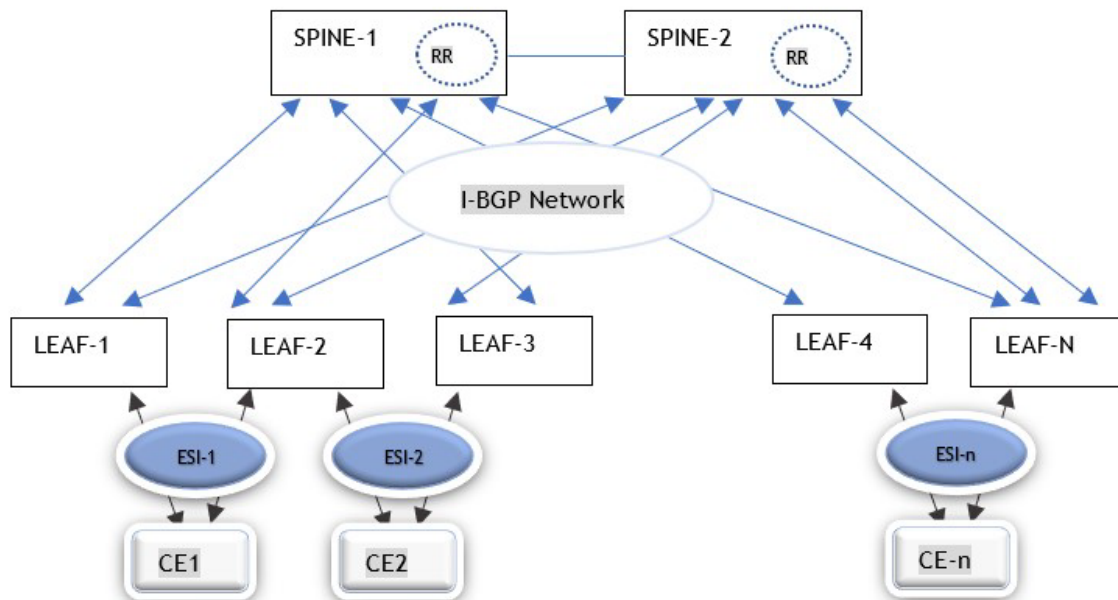 SPINE-1
RR
SPINE-2
RR
I-BGP Network
LEAF-1
LEAF-2
LEAF-3
LEAF-4
LEAF-N
ESI-1
ESI-2
ESI-n
CE1
CE2
CE-n